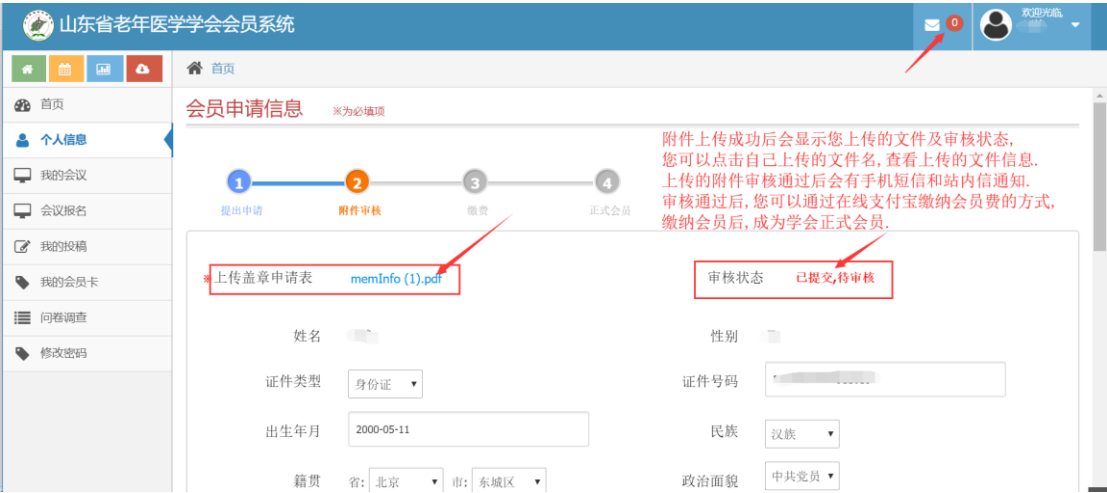 山东省老年医学学会会员系统
0
欢迎光临
首页
首页
个人信息
我的会议
会议报名
我的投稿
我的会员卡
问卷调查
修改密码
会员申请信息 ※为必填项
附件上传成功后会显示您上传的文件及审核状态,
您可以点击自己上传的文件名,查看上传的文件信息.
上传的附件审核通过后会有手机短信和站内信通知.
审核通过后,您可以通过在线支付宝缴纳会员费的方式,
缴纳会员后,成为学会正式会员.
1 2 3 4
提出申请 附件审核 缴费 正式会员
※上传盖章申请表 memInfo (1).pdf 审核状态 已提交,待审核
姓名 性别
证件类型 身份证 证件号码
出生年月 2000-05-11 民族 汉族
籍贯 省: 北京 市: 东城区 政治面貌 中共党员